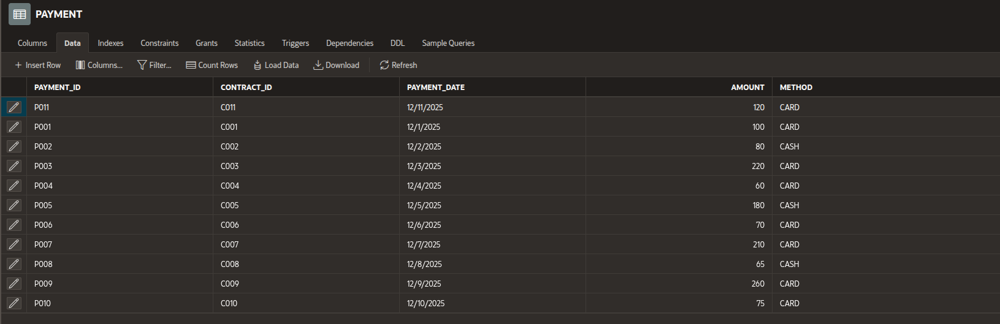 PAYMENT
Columns Data Indexes Constraints Grants Statistics Triggers Dependencies DDL Sample Queries
+ Insert Row Columns... Filter... Count Rows Load Data Download Refresh
PAYMENT_ID CONTRACT_ID PAYMENT_DATE AMOUNT METHOD
P011 C011 12/11/2025 120 CARD
P001 C001 12/1/2025 100 CARD
P002 C002 12/2/2025 80 CASH
P003 C003 12/3/2025 220 CARD
P004 C004 12/4/2025 60 CARD
P005 C005 12/5/2025 180 CASH
P006 C006 12/6/2025 70 CARD
P007 C007 12/7/2025 210 CARD
P008 C008 12/8/2025 65 CASH
P009 C009 12/9/2025 260 CARD
P010 C010 12/10/2025 75 CARD